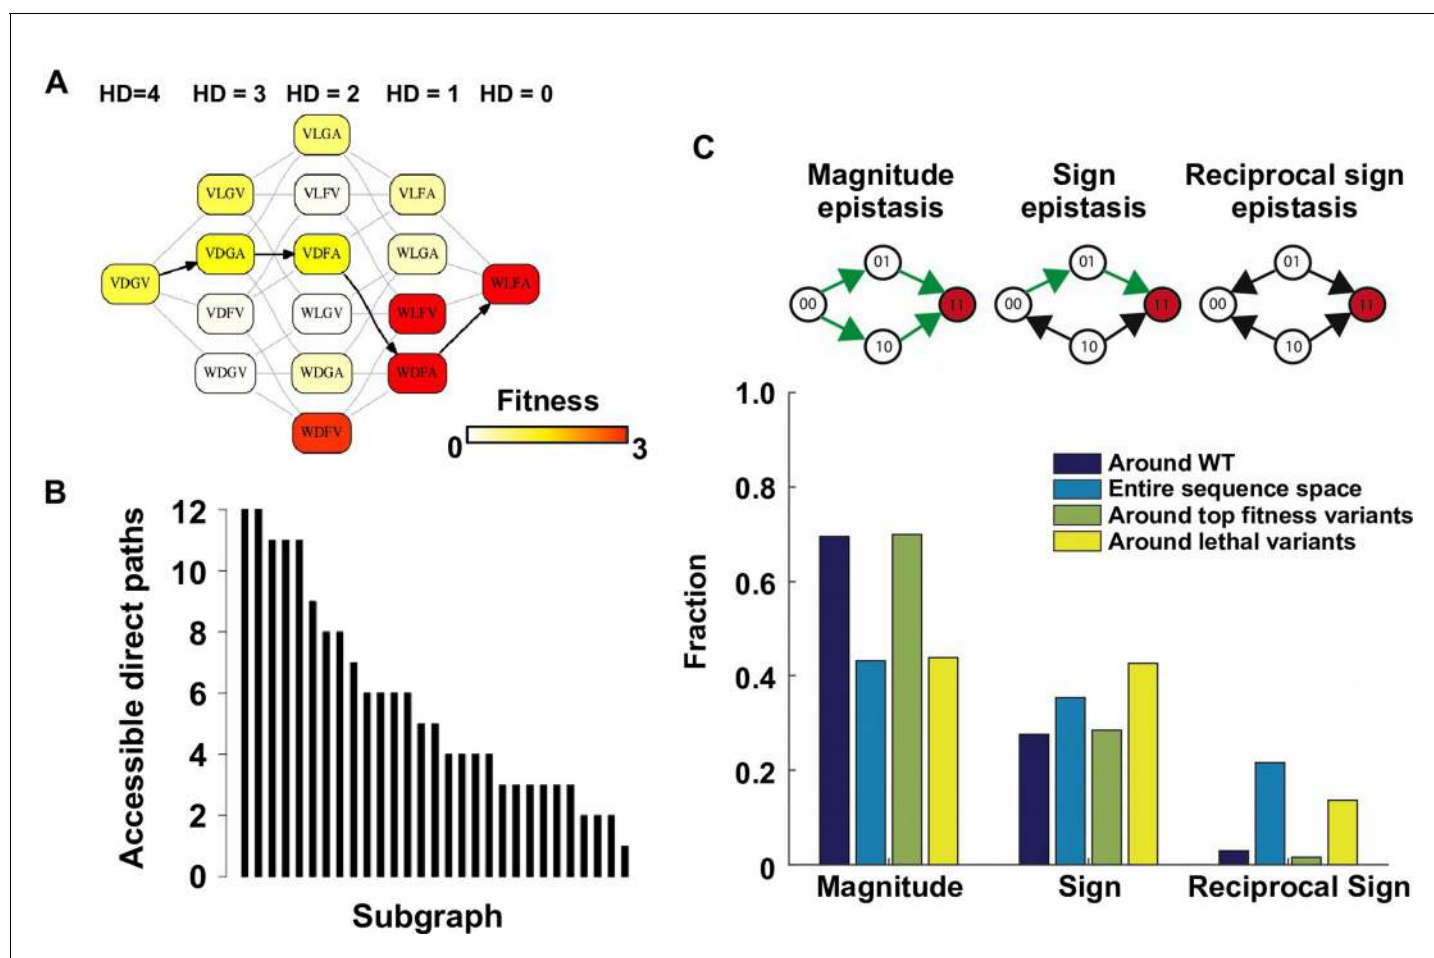 A
HD=4 HD = 3 HD = 2 HD = 1 HD = 0
VLGA
VLGV VLFV VLFA
VDGA VDFA WLGA
VDGV WLFA
VDFV WLGV WLFV
WDGV WDGA WDFA
WDFV
Fitness
0 3
B
Accessible direct paths
12
10
8
6
4
2
0
Subgraph
C
Magnitude
epistasis
Sign
epistasis
Reciprocal sign
epistasis
01 01 01
00 11 00 11 00 11
10 10 10
Around WT
Entire sequence space
Around top fitness variants
Around lethal variants
Fraction
1.0
0.8
0.6
0.4
0.2
0
Magnitude Sign Reciprocal Sign